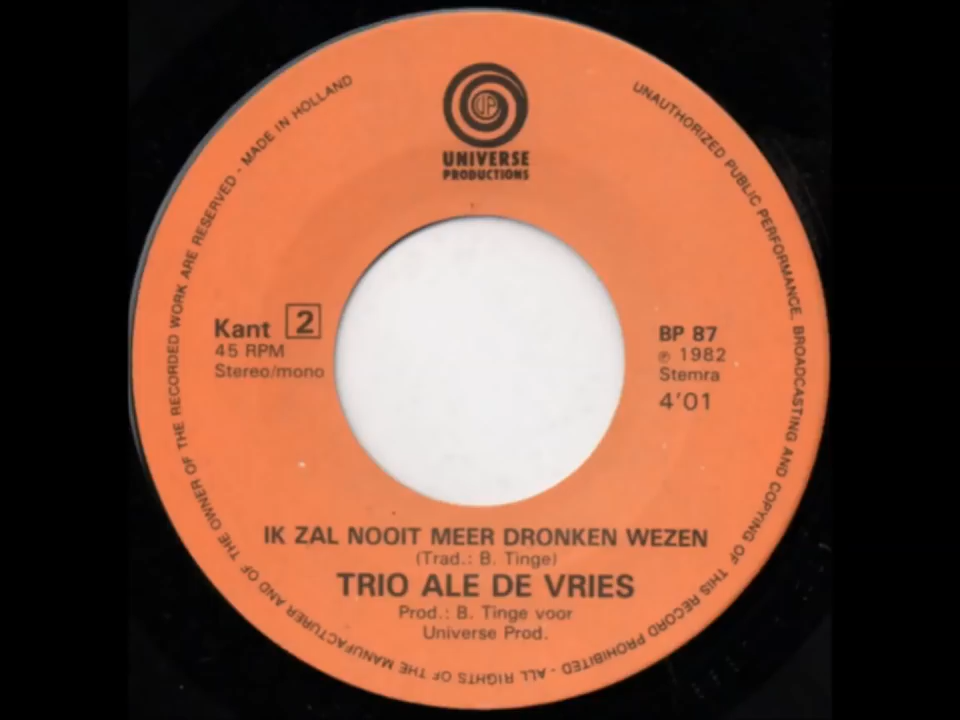 UP
UNIVERSE
PRODUCTIONS
Kant 2
45 RPM
Stereo/mono
BP 87
℗ 1982
Stemra
4'01
IK ZAL NOOIT MEER DRONKEN WEZEN
(Trad.: B. Tinge)
TRIO ALE DE VRIES
Prod.: B. Tinge voor
Universe Prod.
UNAUTHORIZED PUBLIC PERFORMANCE, BROADCASTING AND COPYING OF THIS RECORD PROHIBITED - ALL RIGHTS OF THE MANUFACTURER AND OF THE OWNER OF THE RECORDED WORK ARE RESERVED - MADE IN HOLLAND